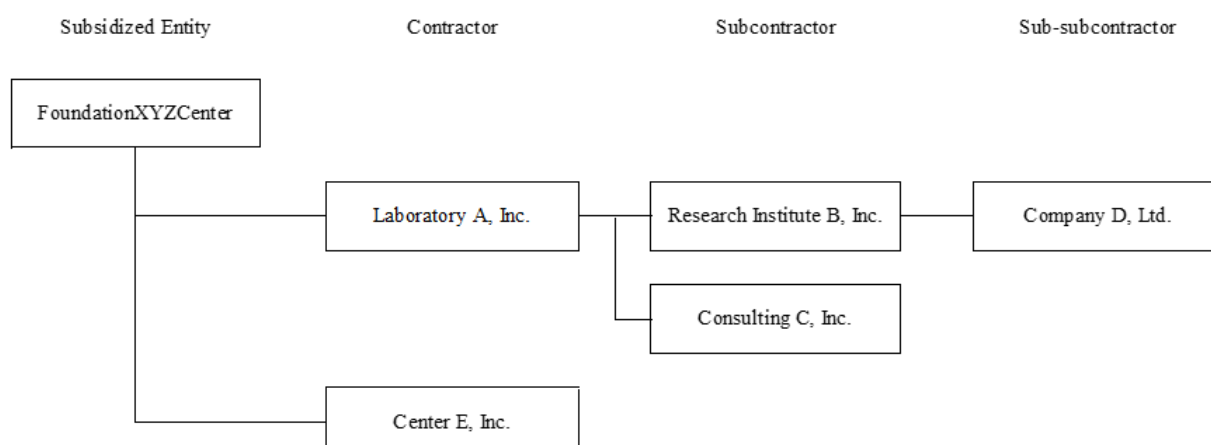 Subsidized Entity
Contractor
Subcontractor
Sub-subcontractor
FoundationXYZCenter
Laboratory A, Inc.
Research Institute B, Inc.
Company D, Ltd.
Consulting C, Inc.
Center E, Inc.